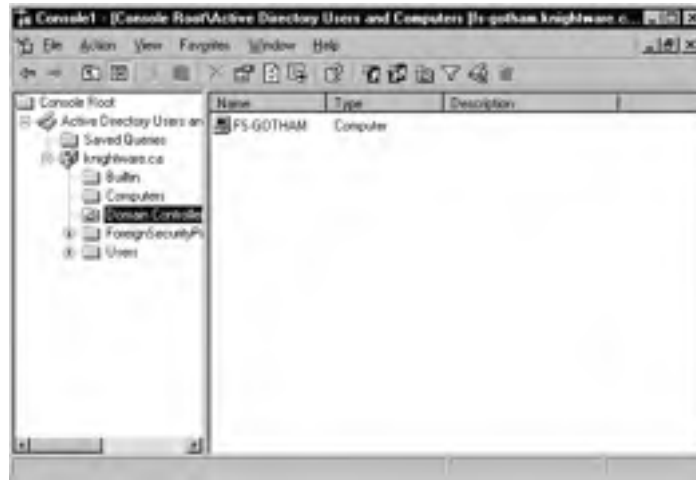 Console1 - [Console Root\Active Directory Users and Computers [fs-gotham.knightware.c...
File Action View Favorites Window Help
Console Root
Active Directory Users an
Saved Queries
knightware.ca
Builtin
Computers
Domain Controlle
ForeignSecurityPr
Users
Name Type Description
FS-GOTHAM Computer